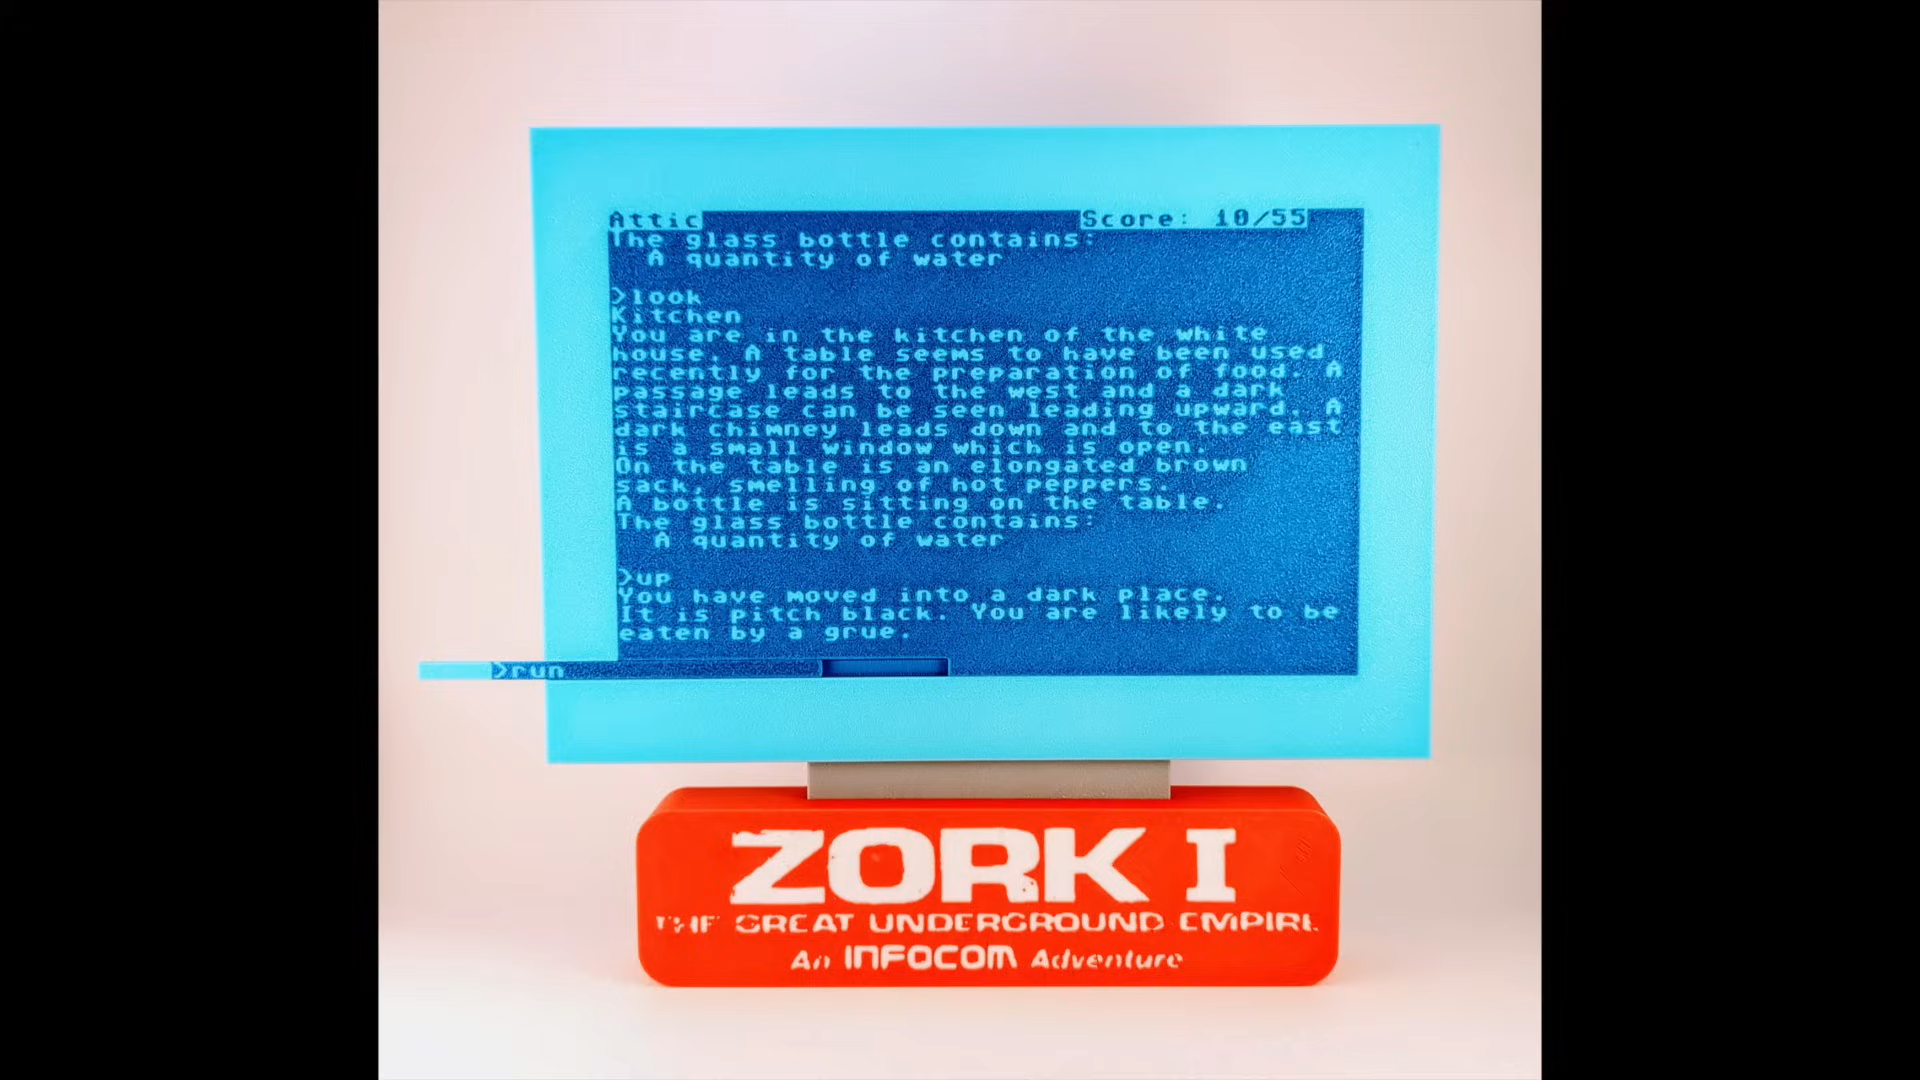 Attic Score: 10/55
The glass bottle contains:
A quantity of water
>look
Kitchen
You are in the kitchen of the white
house. A table seems to have been used
recently for the preparation of food. A
passage leads to the west and a dark
staircase can be seen leading upward. A
dark chimney leads down and to the east
is a small window which is open.
On the table is an elongated brown
sack, smelling of hot peppers.
A bottle is sitting on the table.
The glass bottle contains:
A quantity of water
>up
You have moved into a dark place.
It is pitch black. You are likely to be
eaten by a grue.
>run
ZORK I
THE GREAT UNDERGROUND EMPIRE
An INFOCOM Adventure